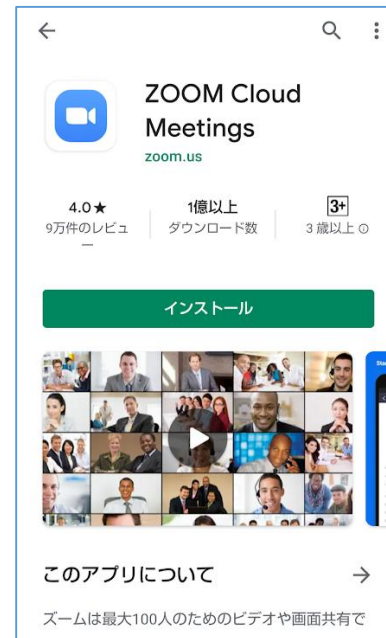 ZOOM Cloud
Meetings
zoom.us
4.0★
9万件のレビュ
ー
1億以上
ダウンロード数
3+
3 歳以上
インストール
このアプリについて
ズームは最大100人のためのビデオや画面共有で